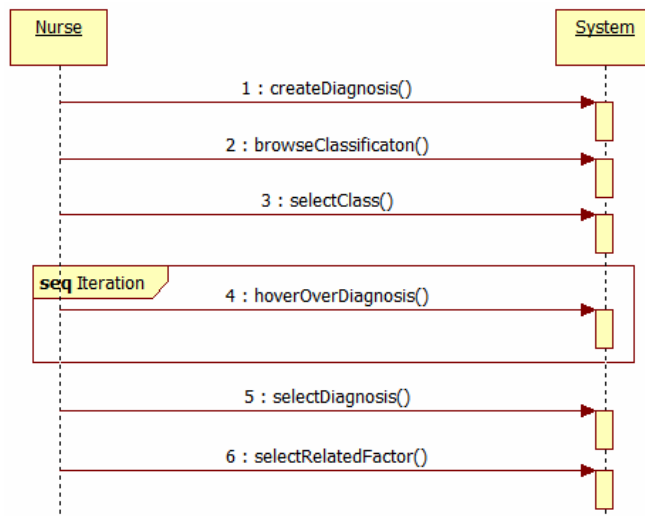 Nurse
System
1 : createDiagnosis()
2 : browseClassificaton()
3 : selectClass()
seq Iteration
4 : hoverOverDiagnosis()
5 : selectDiagnosis()
6 : selectRelatedFactor()